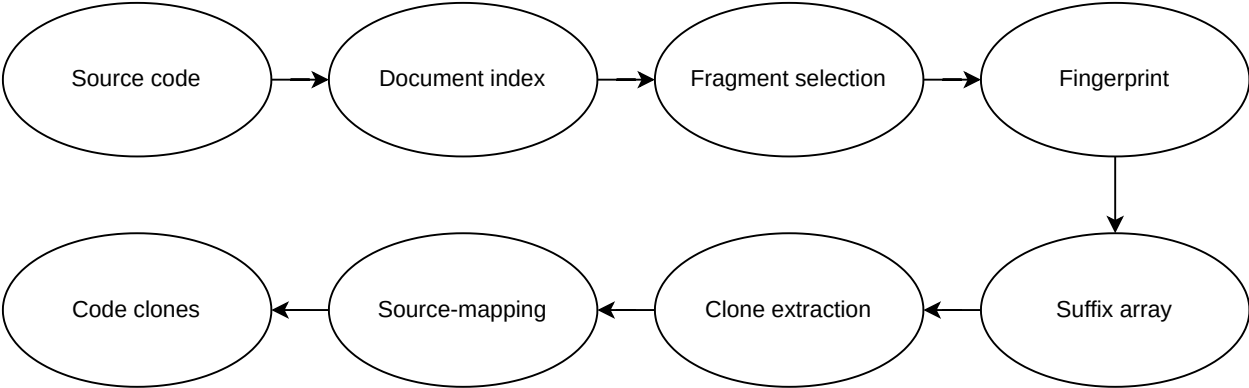 Source code
Document index
Fragment selection
Fingerprint
Code clones
Source-mapping
Clone extraction
Suffix array